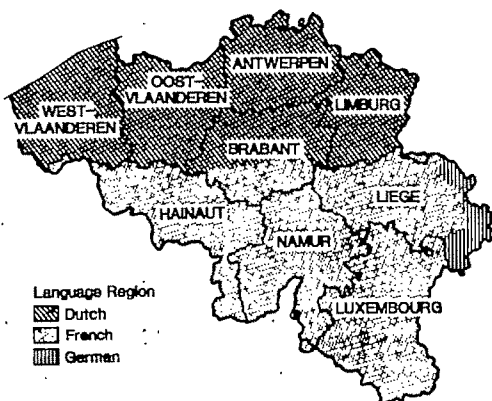 ANTWERPEN
OOST-
VLAANDEREN
WEST-
VLAANDEREN
LIMBURG
BRABANT
HAINAUT
LIEGE
NAMUR
LUXEMBOURG
Language Region
Dutch
French
German